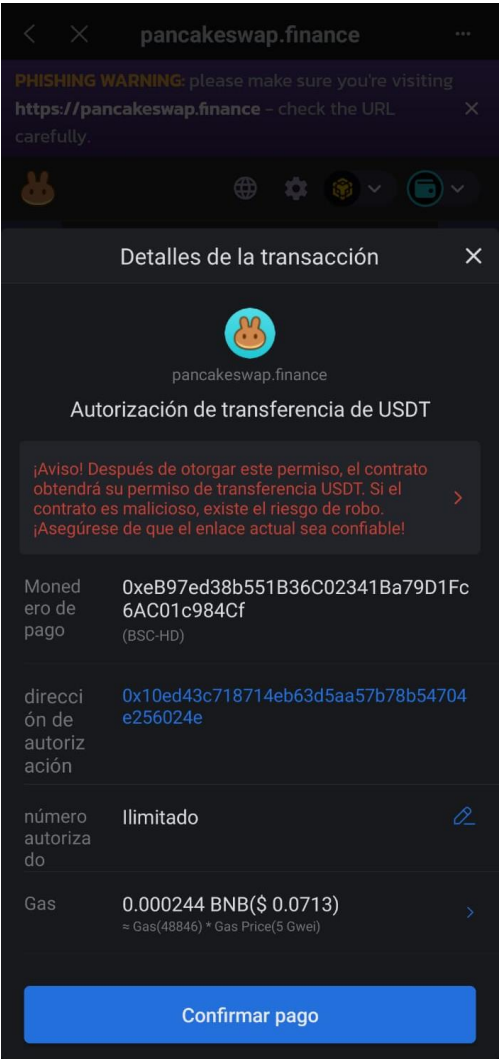 pancakeswap.finance
PHISHING WARNING: please make sure you're visiting
https://pancakeswap.finance - check the URL
carefully.
Detalles de la transacción
pancakeswap.finance
Autorización de transferencia de USDT
¡Aviso! Después de otorgar este permiso, el contrato
obtendrá su permiso de transferencia USDT. Si el
contrato es malicioso, existe el riesgo de robo.
¡Asegúrese de que el enlace actual sea confiable!
Moned
ero de
pago
0xeB97ed38b551B36C02341Ba79D1Fc
6AC01c984Cf
(BSC-HD)
direcci
ón de
autoriz
ación
0x10ed43c718714eb63d5aa57b78b54704
e256024e
número
autoriza
do
Ilimitado
Gas
0.000244 BNB($ 0.0713)
≈ Gas(48846) * Gas Price(5 Gwei)
Confirmar pago